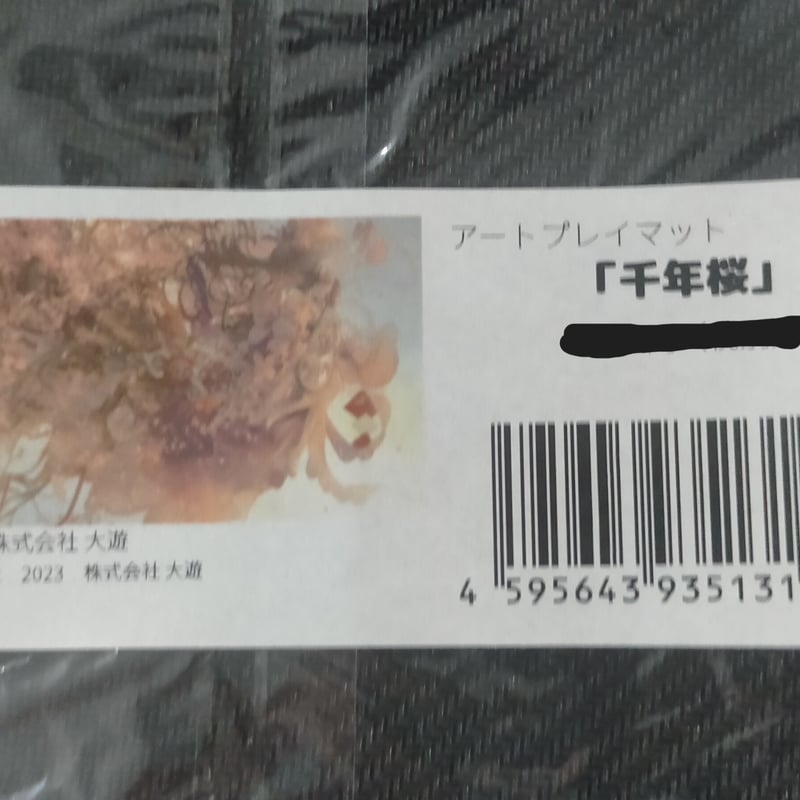 アートプレイマット
「千年桜」
株式会社 大遊
2023 株式会社 大遊
4 595643 935131